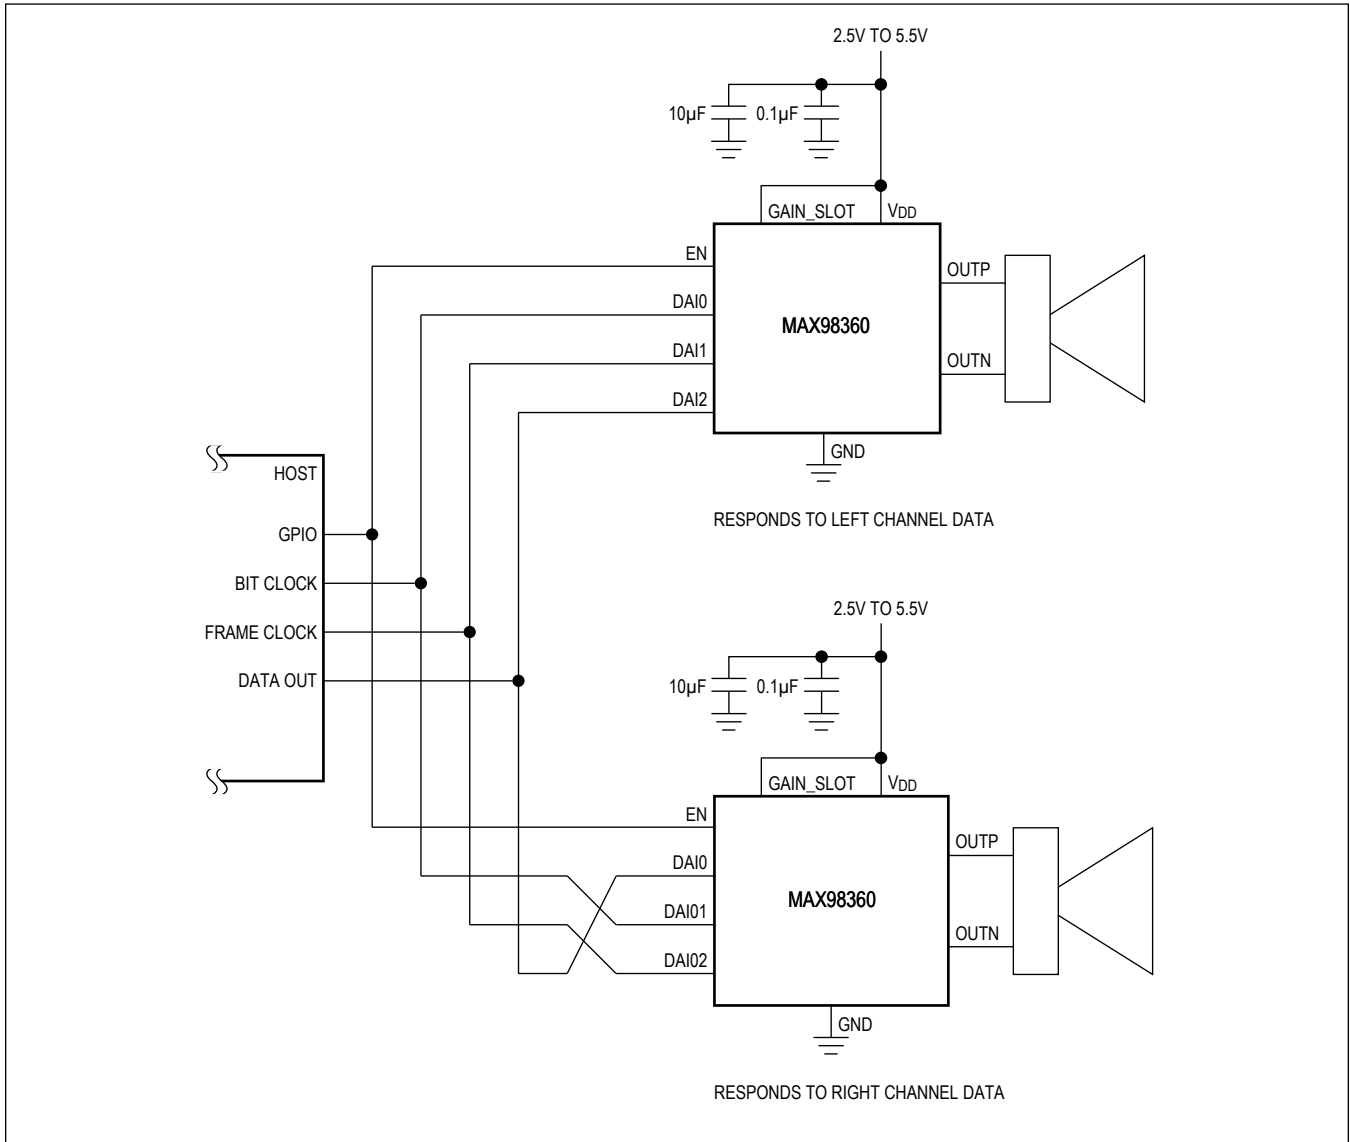 2.5V TO 5.5V
10µF
0.1µF
GAIN_SLOT
VDD
EN
OUTP
DAI0
MAX98360
DAI1
OUTN
DAI2
GND
HOST
RESPONDS TO LEFT CHANNEL DATA
GPIO
BIT CLOCK
FRAME CLOCK
DATA OUT
2.5V TO 5.5V
10µF
0.1µF
GAIN_SLOT
VDD
EN
OUTP
DAI0
MAX98360
DAI01
OUTN
DAI02
GND
RESPONDS TO RIGHT CHANNEL DATA